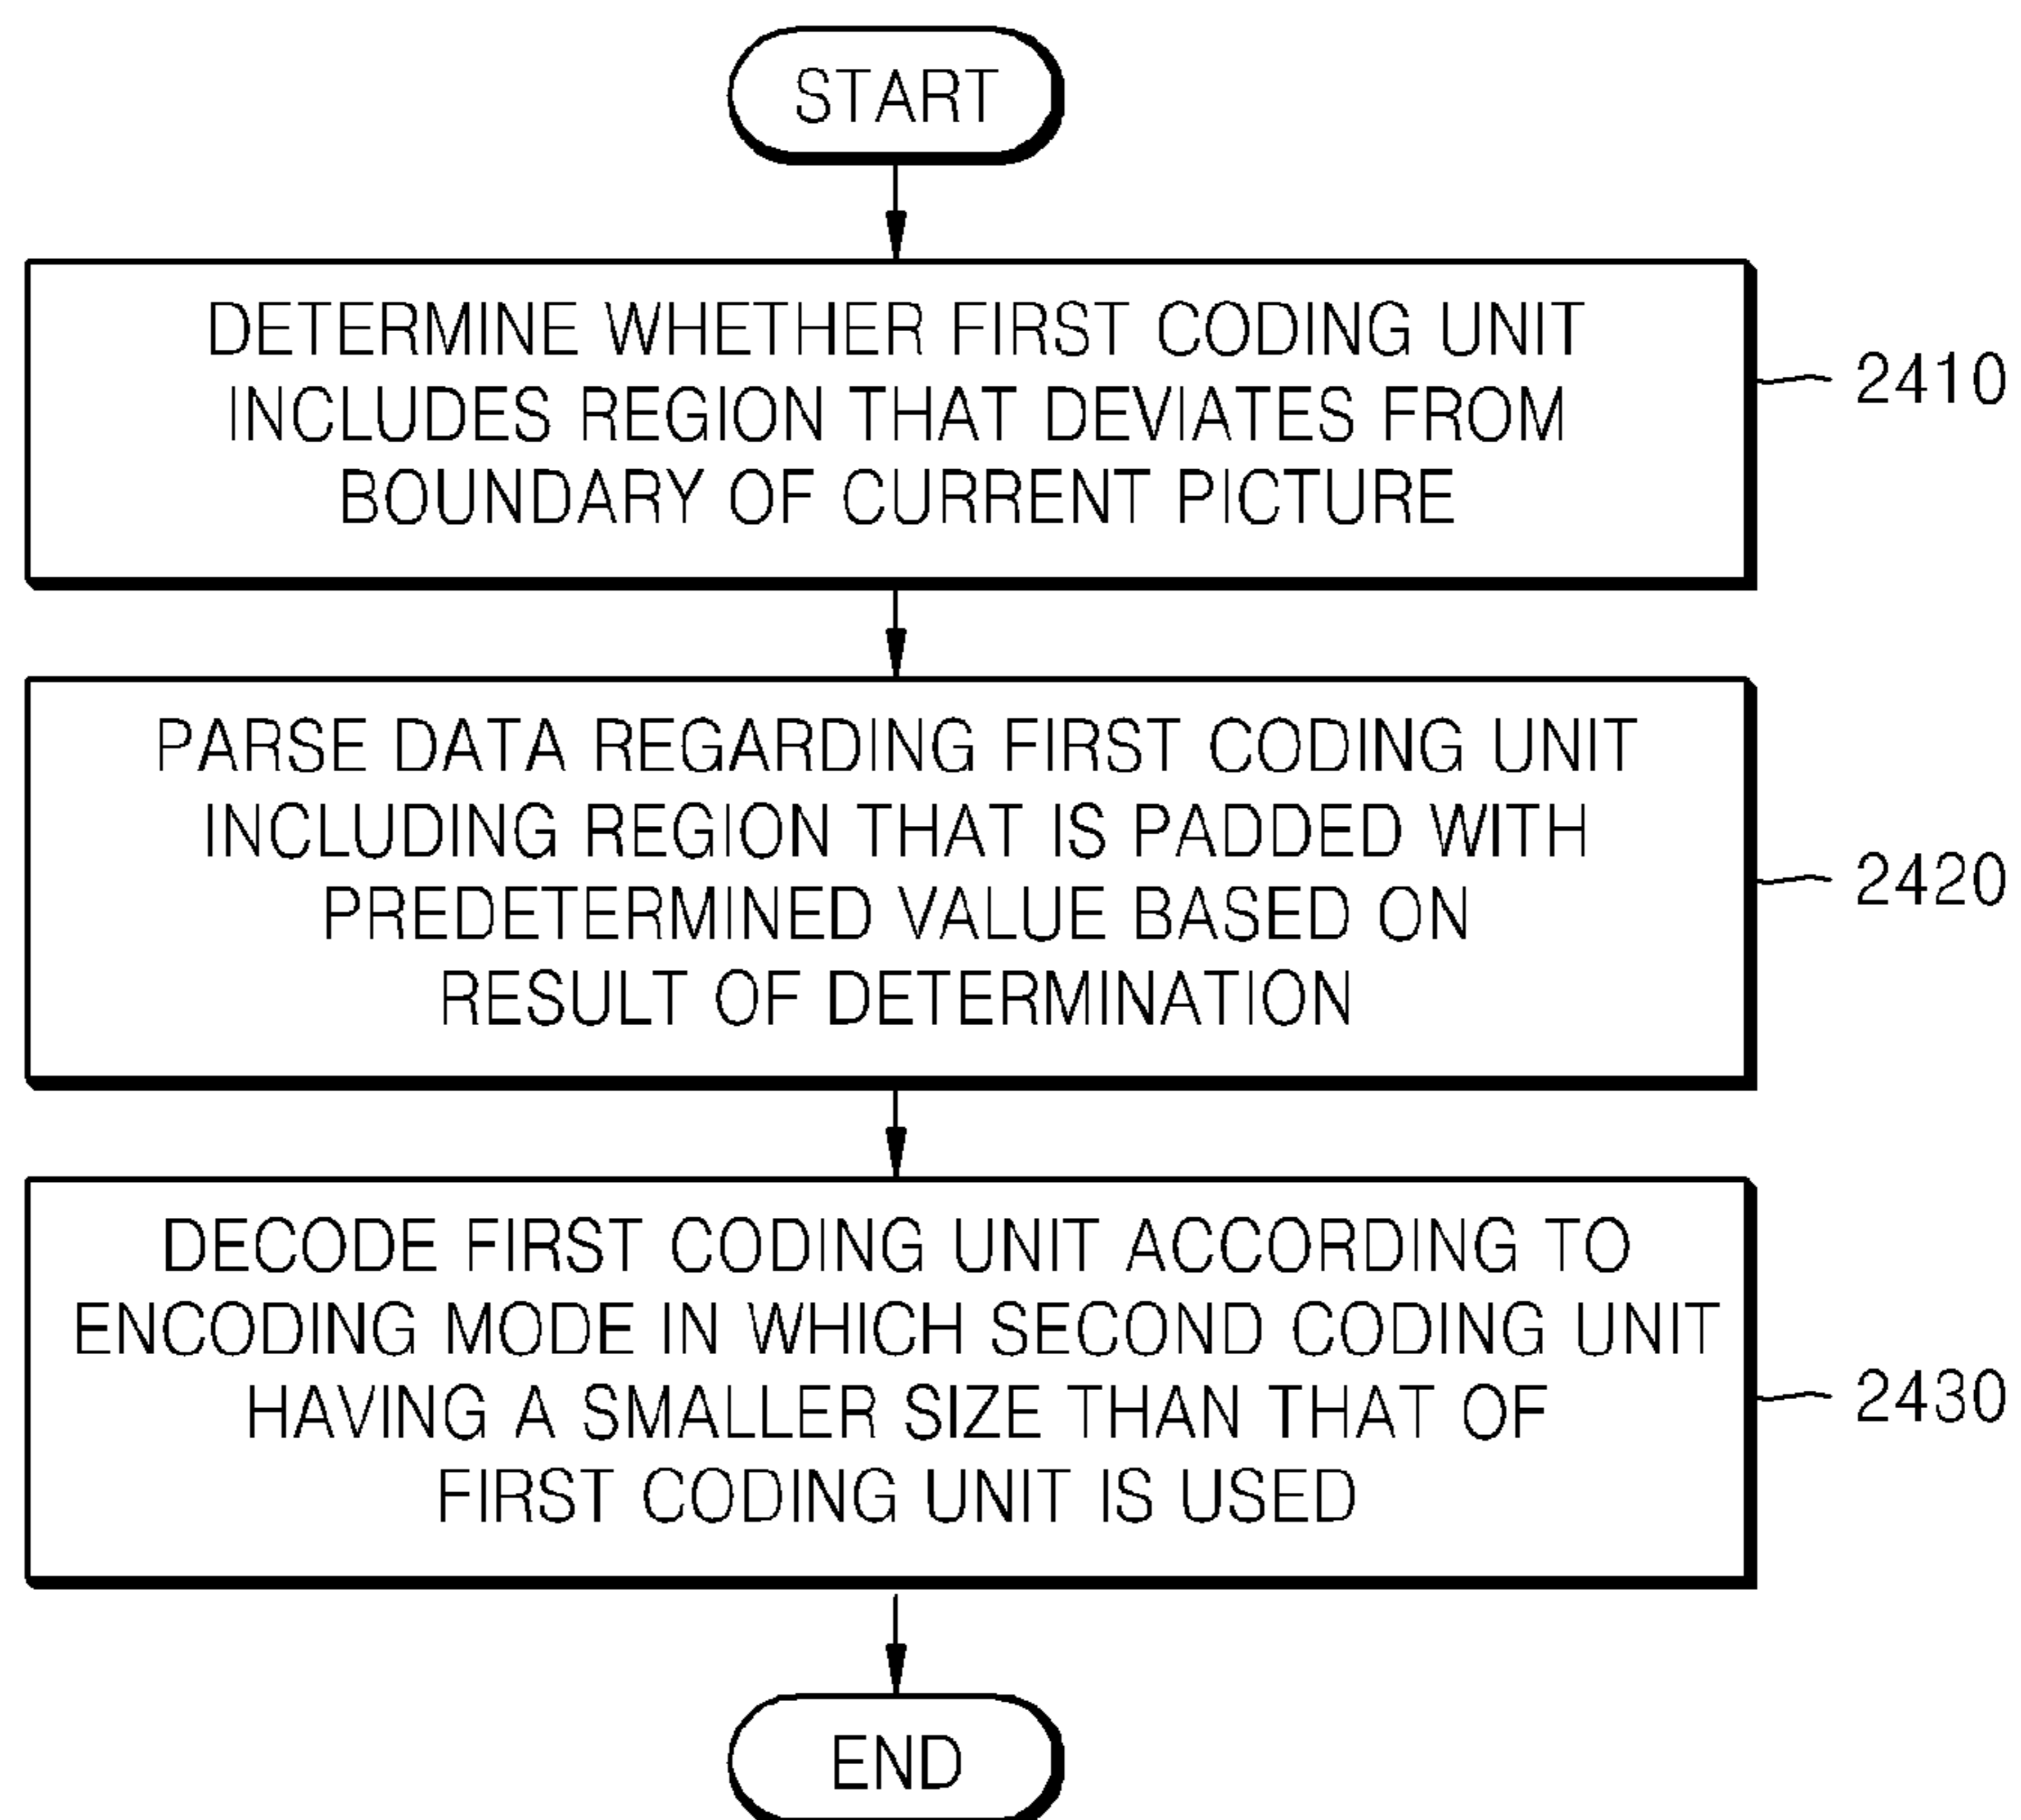 START
DETERMINE WHETHER FIRST CODING UNIT
INCLUDES REGION THAT DEVIATES FROM
BOUNDARY OF CURRENT PICTURE
2410
PARSE DATA REGARDING FIRST CODING UNIT
INCLUDING REGION THAT IS PADDED WITH
PREDETERMINED VALUE BASED ON
RESULT OF DETERMINATION
2420
DECODE FIRST CODING UNIT ACCORDING TO
ENCODING MODE IN WHICH SECOND CODING UNIT
HAVING A SMALLER SIZE THAN THAT OF
FIRST CODING UNIT IS USED
2430
END